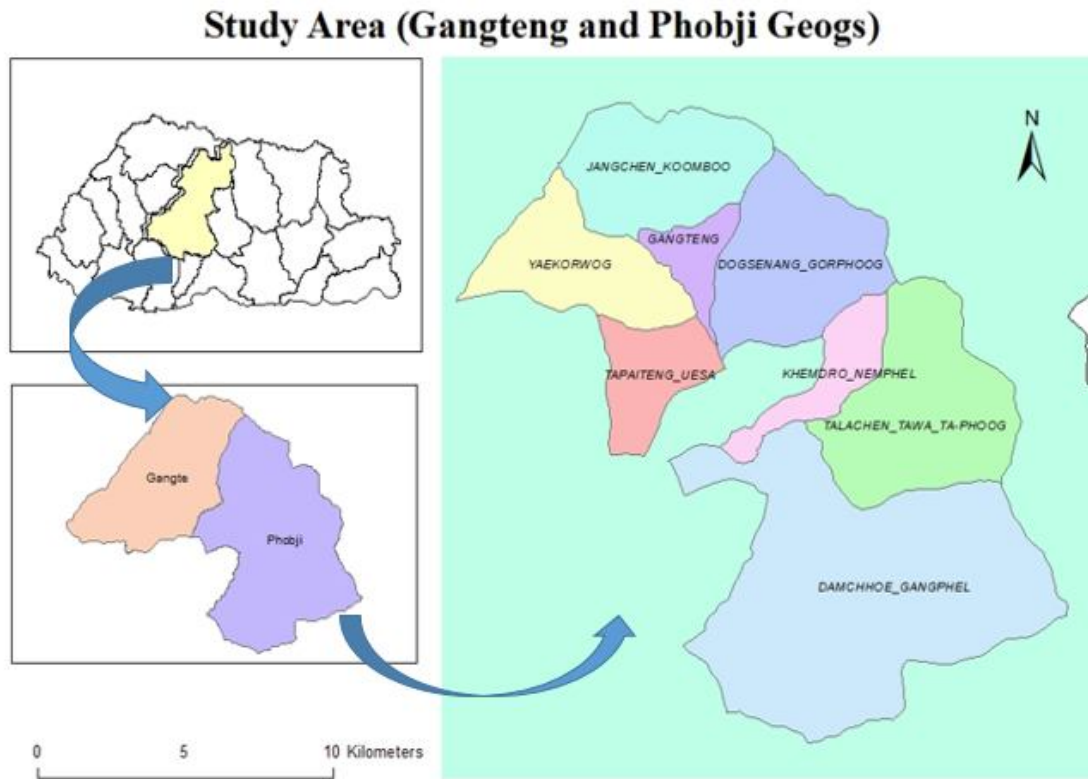 Study Area (Gangteng and Phobji Geogs)
N
JANGCHEN_KOOMBOO
GANGTENG
YAEKORWOG
DOGSENANG_GORPHOOG
TAPAITENG_UESA
KHEMDRO_NEMPHEL
TALACHEN_TAWA_TA-PHOOG
DAMCHHOE_GANGPHEL
Gangte
Phobji
0 5 10 Kilometers